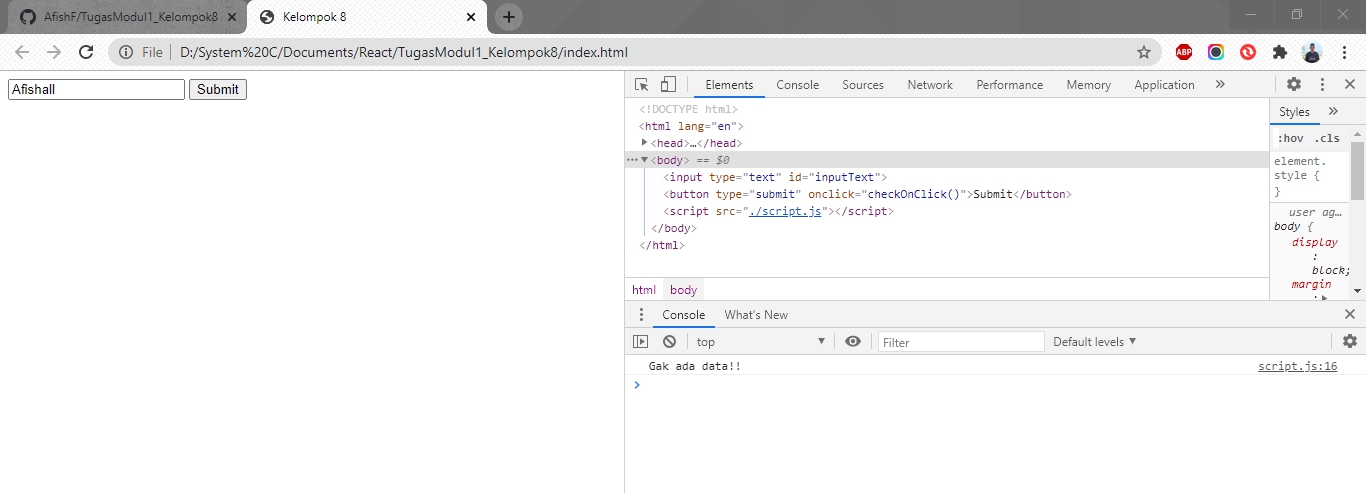 AfishF/TugasModul1_Kelompok8
Kelompok 8
File
D:/System%20C/Documents/React/TugasModul1_Kelompok8/index.html
ABP
Afishall
Submit
Elements Console Sources Network Performance Memory Application »
<!DOCTYPE html>
<html lang="en">
<head>…</head>
<body> == $0
<input type="text" id="inputText">
<button type="submit" onclick="checkOnClick()">Submit</button>
<script src="./script.js"></script>
</body>
</html>
html body
Styles »
:hov .cls
element.
style {
}
user ag…
body {
display
:
block;
margin
:
Console What's New
top Filter Default levels
Gak ada data!! script.js:16